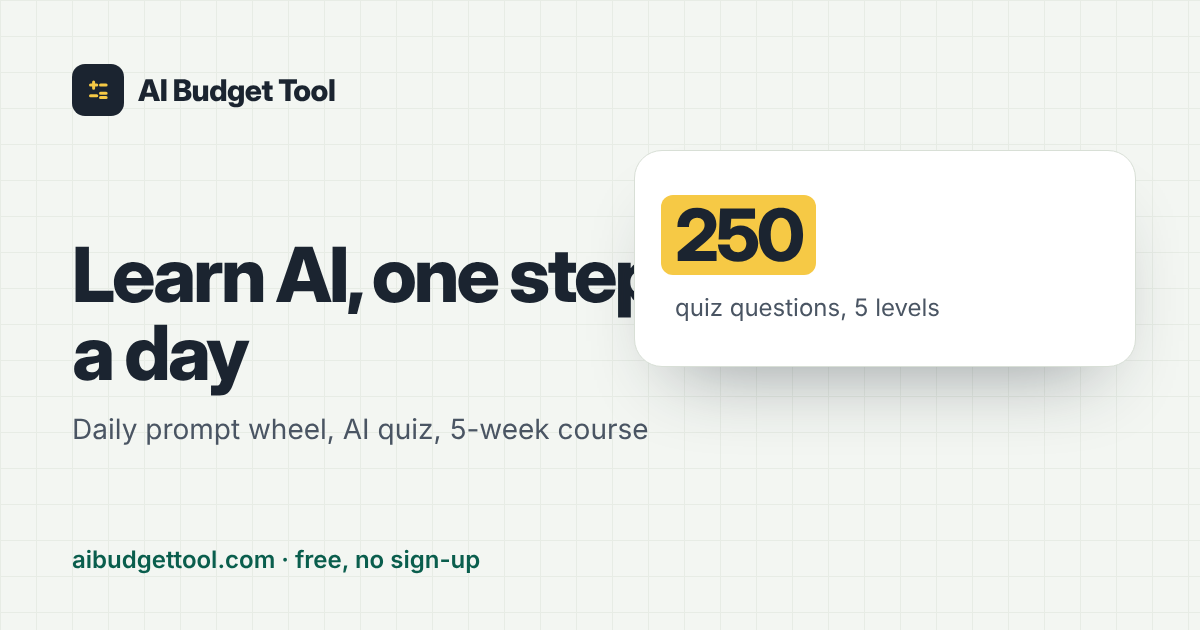 AI Budget Tool
Learn AI, one step
a day
Daily prompt wheel, AI quiz, 5-week course
250
quiz questions, 5 levels
aibudgettool.com · free, no sign-up